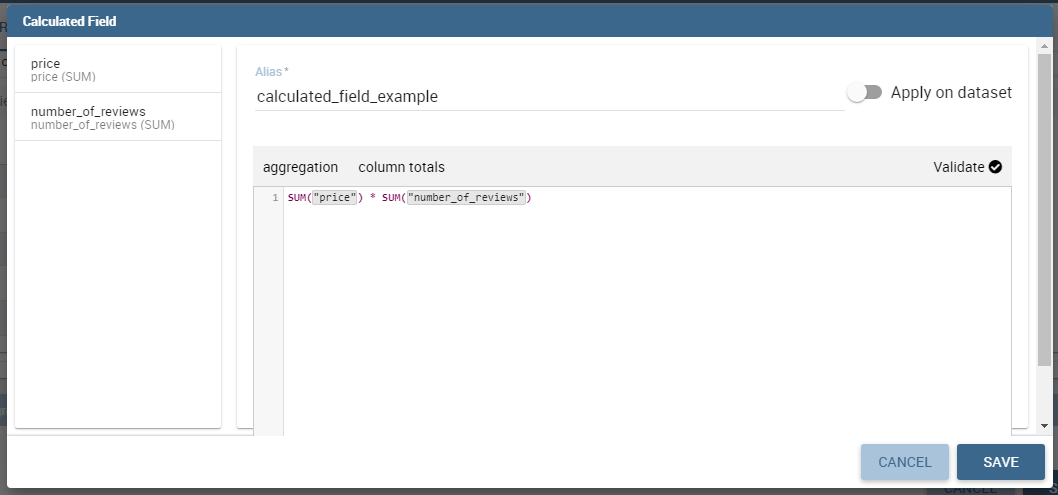 Calculated Field
price
price (SUM)
number_of_reviews
number_of_reviews (SUM)
Alias *
calculated_field_example
Apply on dataset
aggregation column totals Validate
1 SUM("price") * SUM("number_of_reviews")
CANCEL SAVE